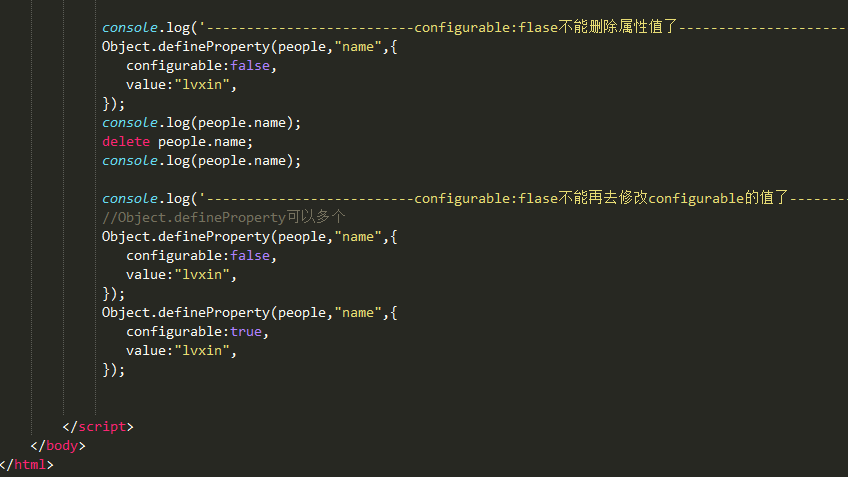 console.log('--------------------------configurable:flase不能删除属性值了---------------------
Object.defineProperty(people,"name",{
configurable:false,
value:"lvxin",
});
console.log(people.name);
delete people.name;
console.log(people.name);
console.log('--------------------------configurable:flase不能再去修改configurable的值了--------
//Object.defineProperty可以多个
Object.defineProperty(people,"name",{
configurable:false,
value:"lvxin",
});
Object.defineProperty(people,"name",{
configurable:true,
value:"lvxin",
});
</script>
</body>
</html>